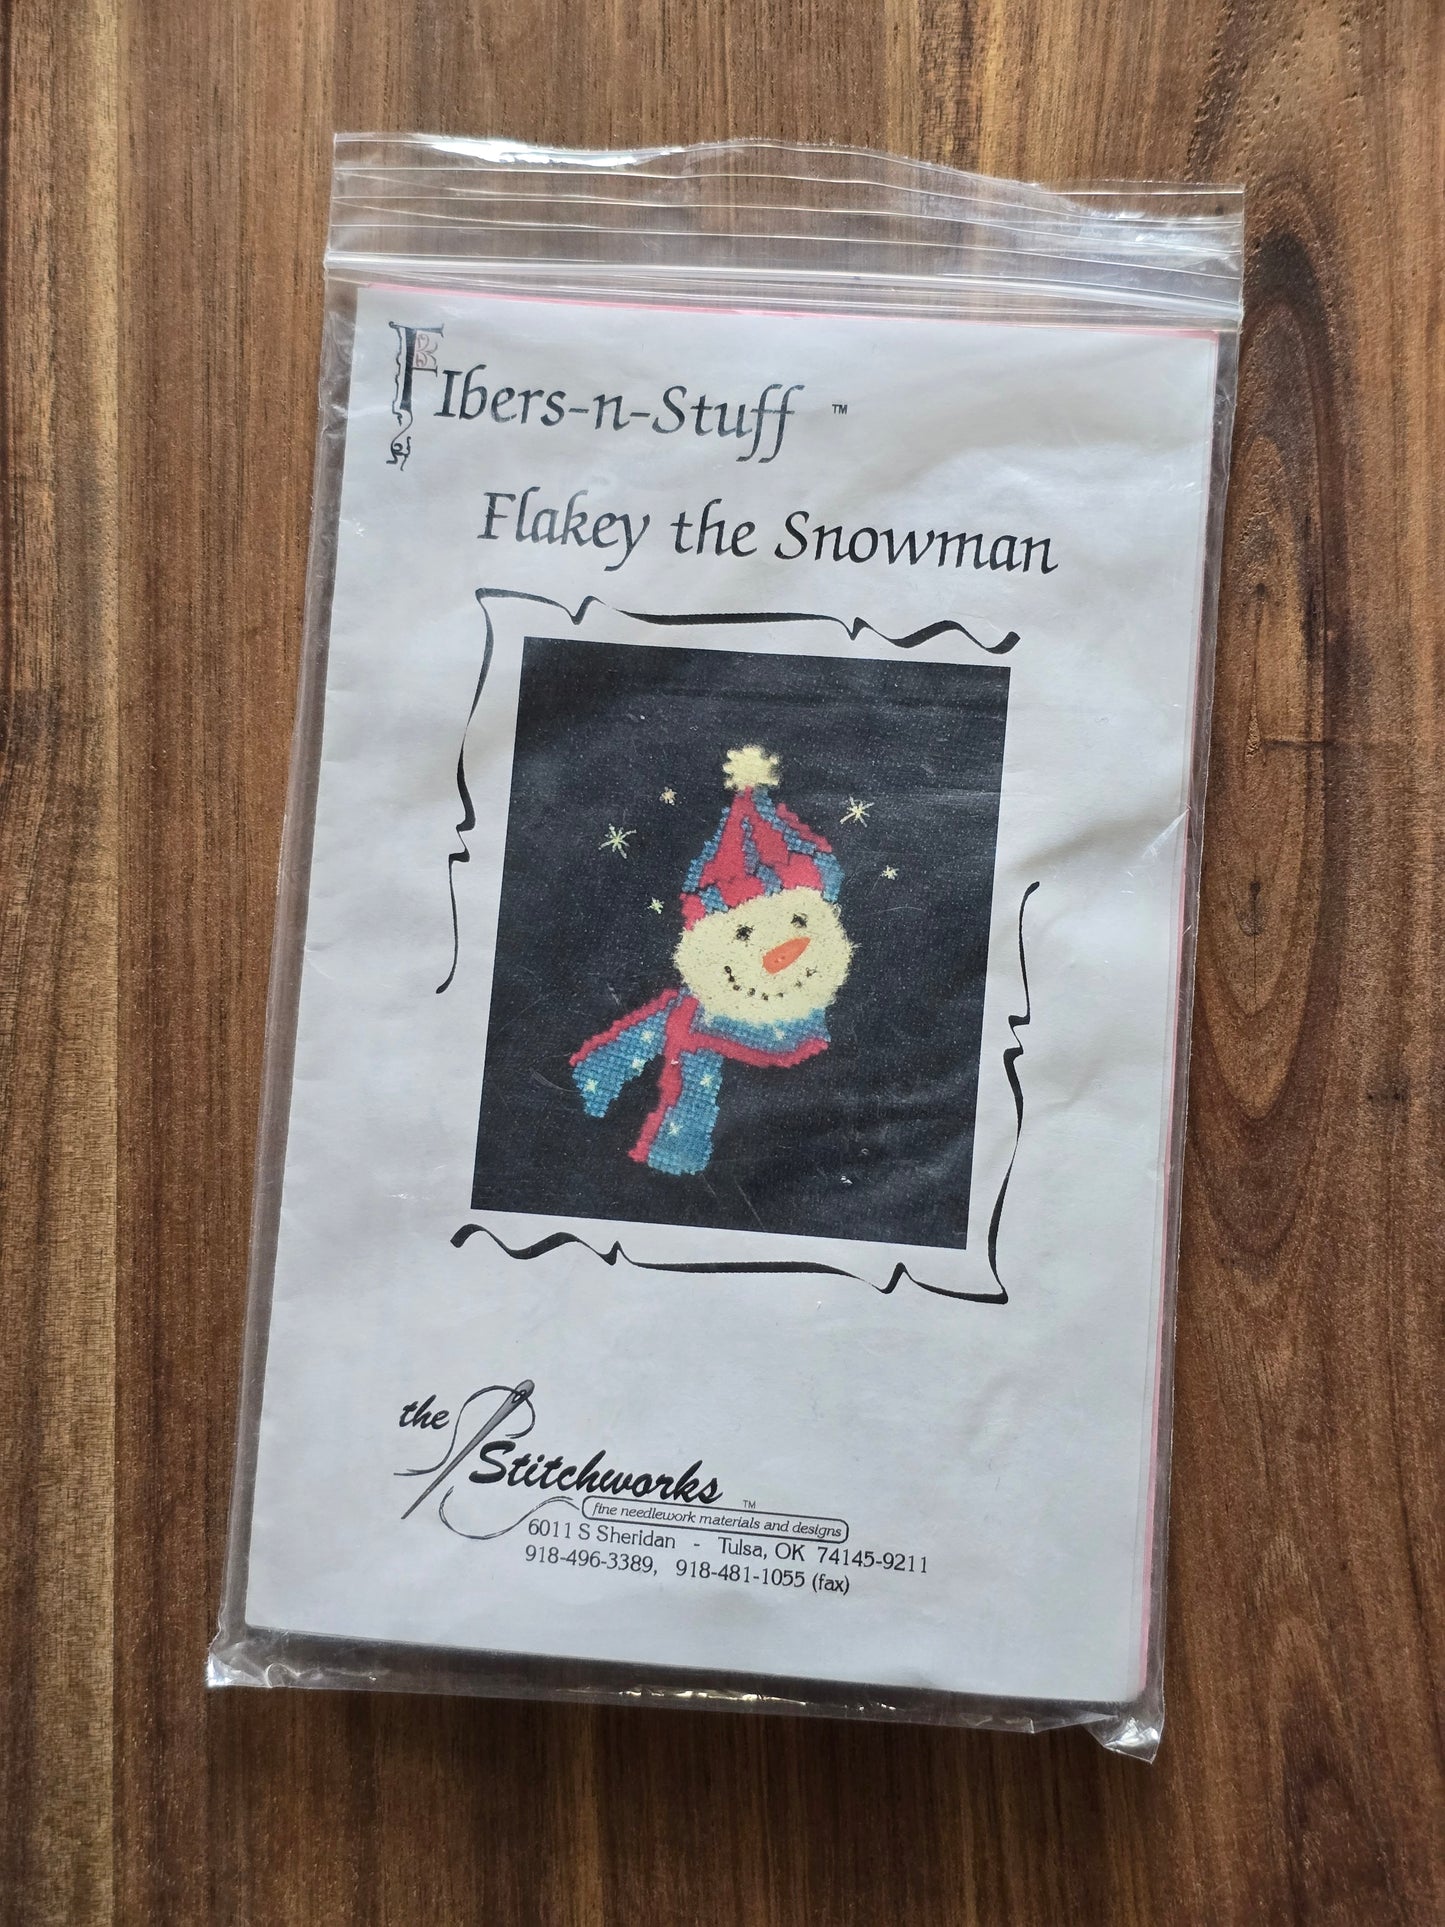 FIbers-n-Stuff ™
Flakey the Snowman
the
Stitchworks ™
fine needlework materials and designs
6011 S Sheridan - Tulsa, OK 74145-9211
918-496-3389, 918-481-1055 (fax)